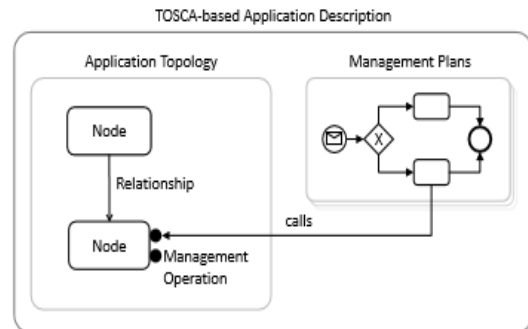 TOSCA-based Application Description
Application Topology
Management Plans
Node
X
Relationship
calls
Node
Management
Operation